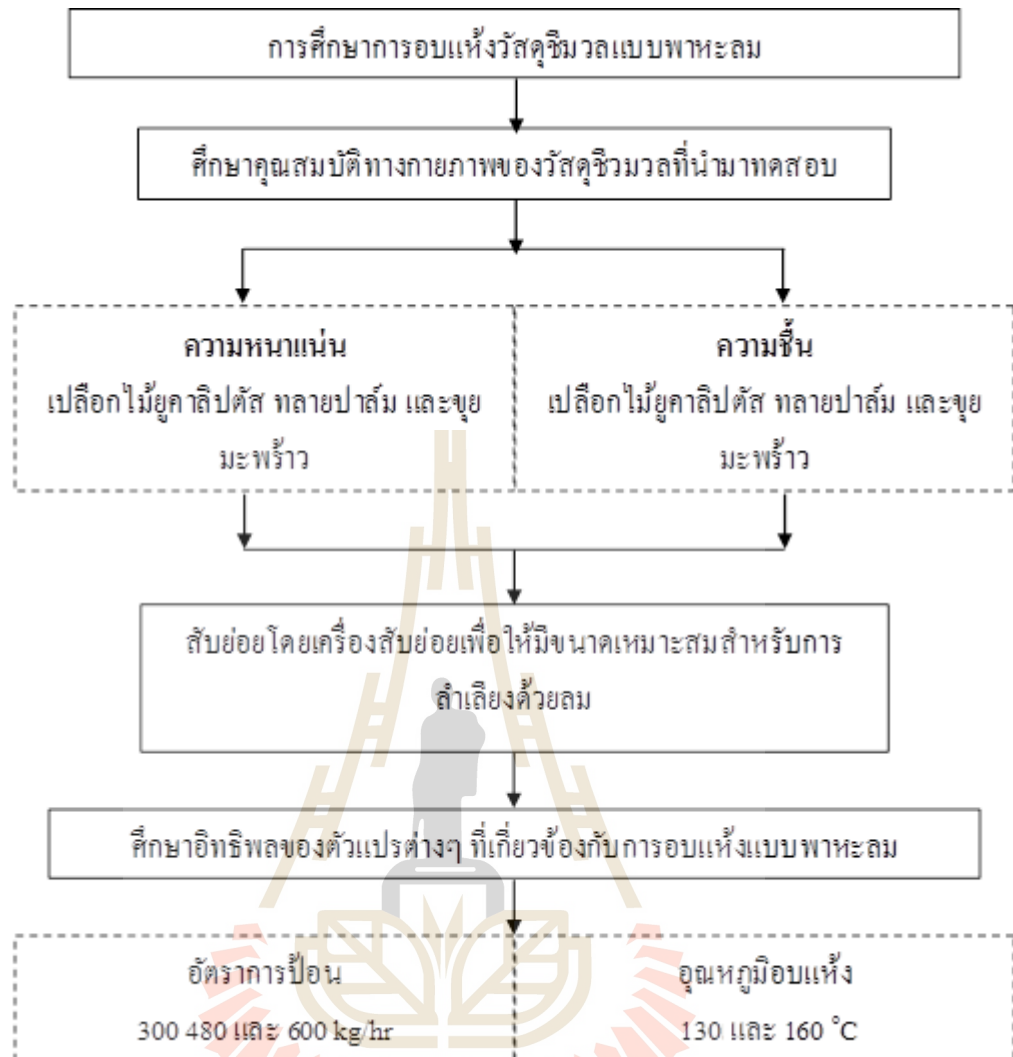 การศึกษาการอบแห้งวัสดุชีมวลแบบพาหะลม
ศึกษาคุณสมบัติทางกายภาพของวัสดุชีวมวลที่นำมาทดสอบ
ความหนาแน่น
เปลือกไม้ยูคาลิปตัส ทลายปาล์ม และขุย
มะพร้าว
ความชื้น
เปลือกไม้ยูคาลิปตัส ทลายปาล์ม และขุย
มะพร้าว
สับย่อยโดยเครื่องสับย่อยเพื่อให้มีขนาดเหมาะสมสำหรับการ
ลำเลียงด้วยลม
ศึกษาอิทธิพลของตัวแปรต่างๆ ที่เกี่ยวข้องกับการอบแห้งแบบพาหะลม
อัตราการป้อน
300 480 และ 600 kg/hr
อุณหภูมิอบแห้ง
130 และ 160 °C